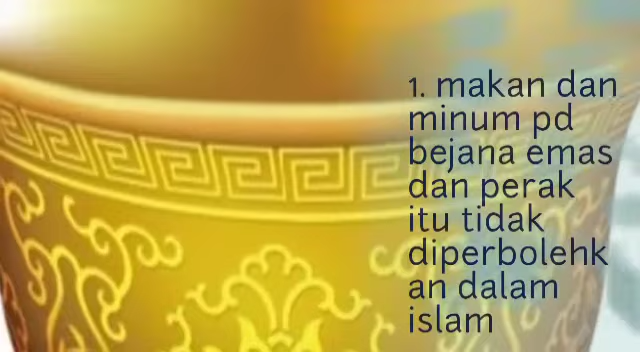 1. makan dan
minum pd
bejana emas
dan perak
itu tidak
diperbolehk
an dalam
islam